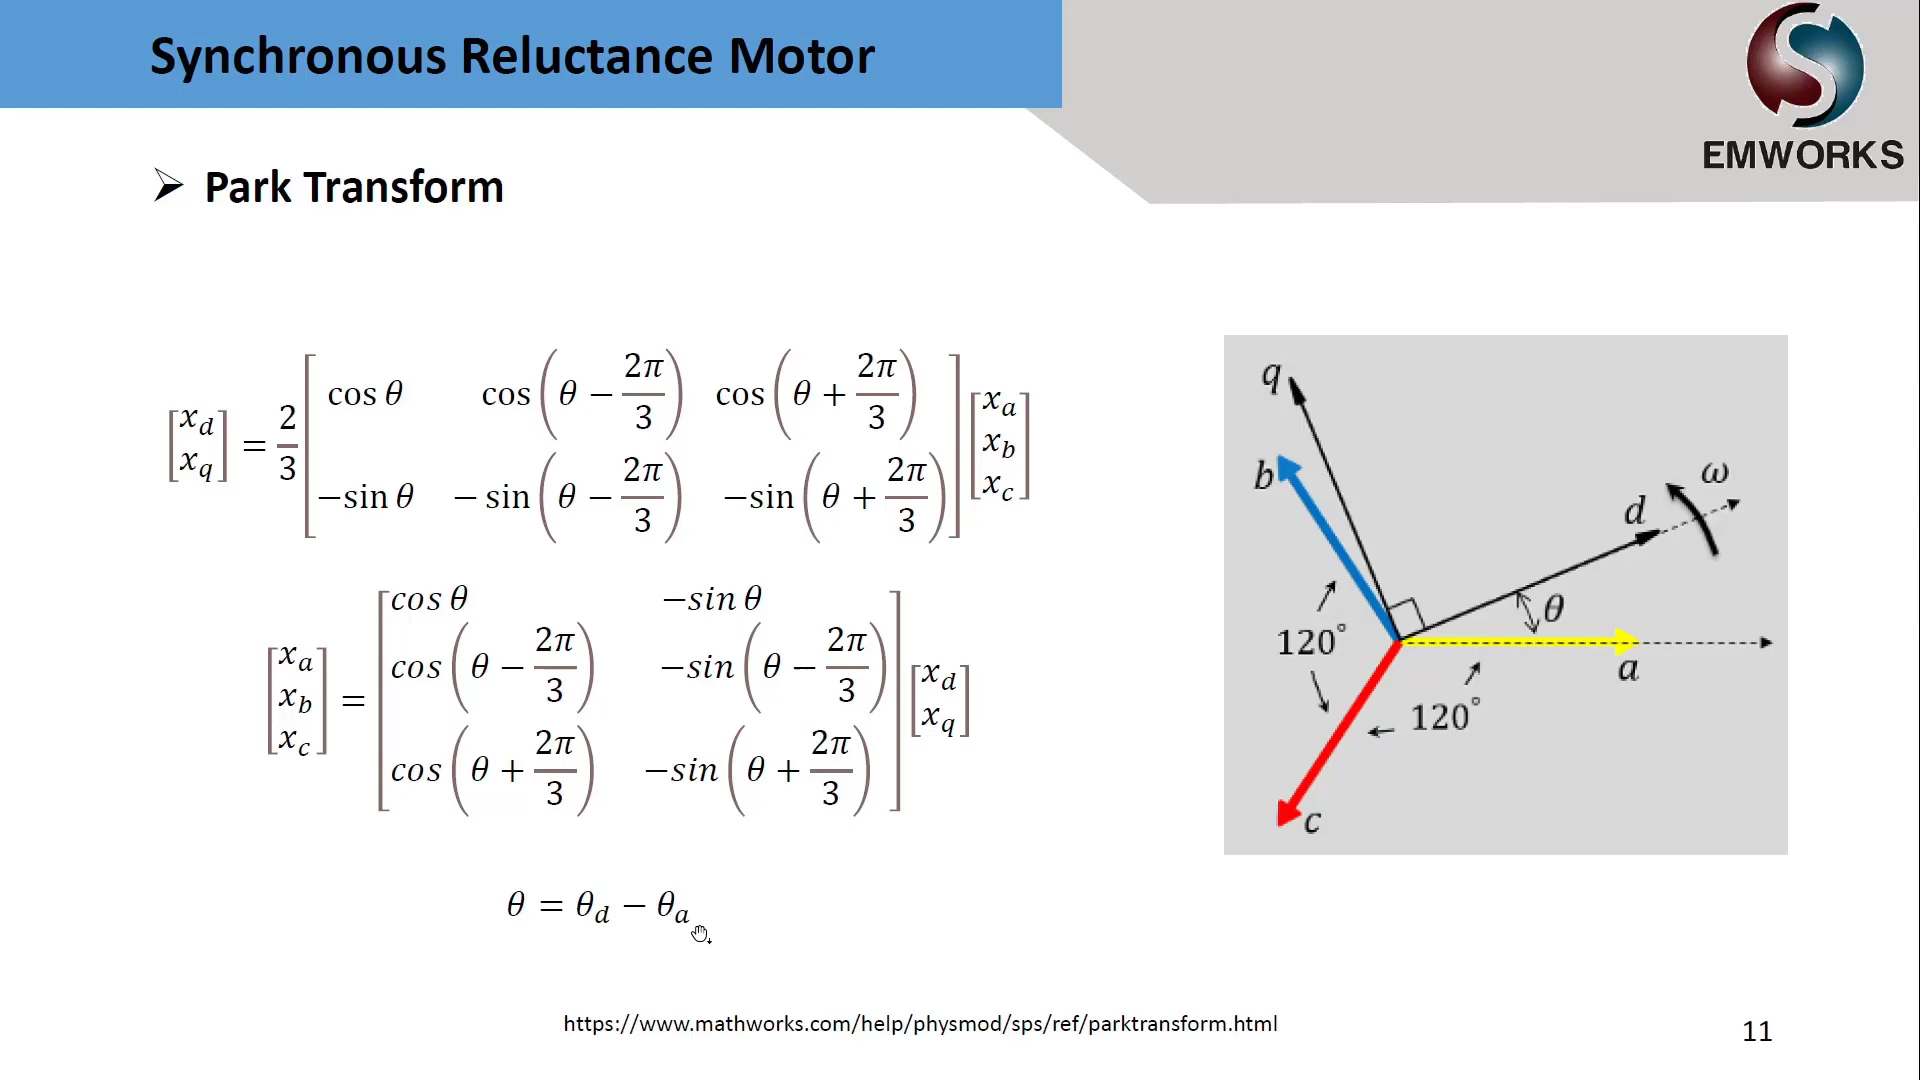 Synchronous Reluctance Motor
EMWORKS
➢ Park Transform
[x_d x_q] = 2/3 [cos θ cos(θ − 2π/3) cos(θ + 2π/3)
−sin θ − sin(θ − 2π/3) −sin(θ + 2π/3)] [x_a x_b x_c]
[x_a x_b x_c] = [cos θ −sin θ
cos(θ − 2π/3) −sin(θ − 2π/3)
cos(θ + 2π/3) −sin(θ + 2π/3)] [x_d x_q]
θ = θ_d − θ_a
q
b
ω
d
θ
120°
a
120°
c
https://www.mathworks.com/help/physmod/sps/ref/parktransform.html
11